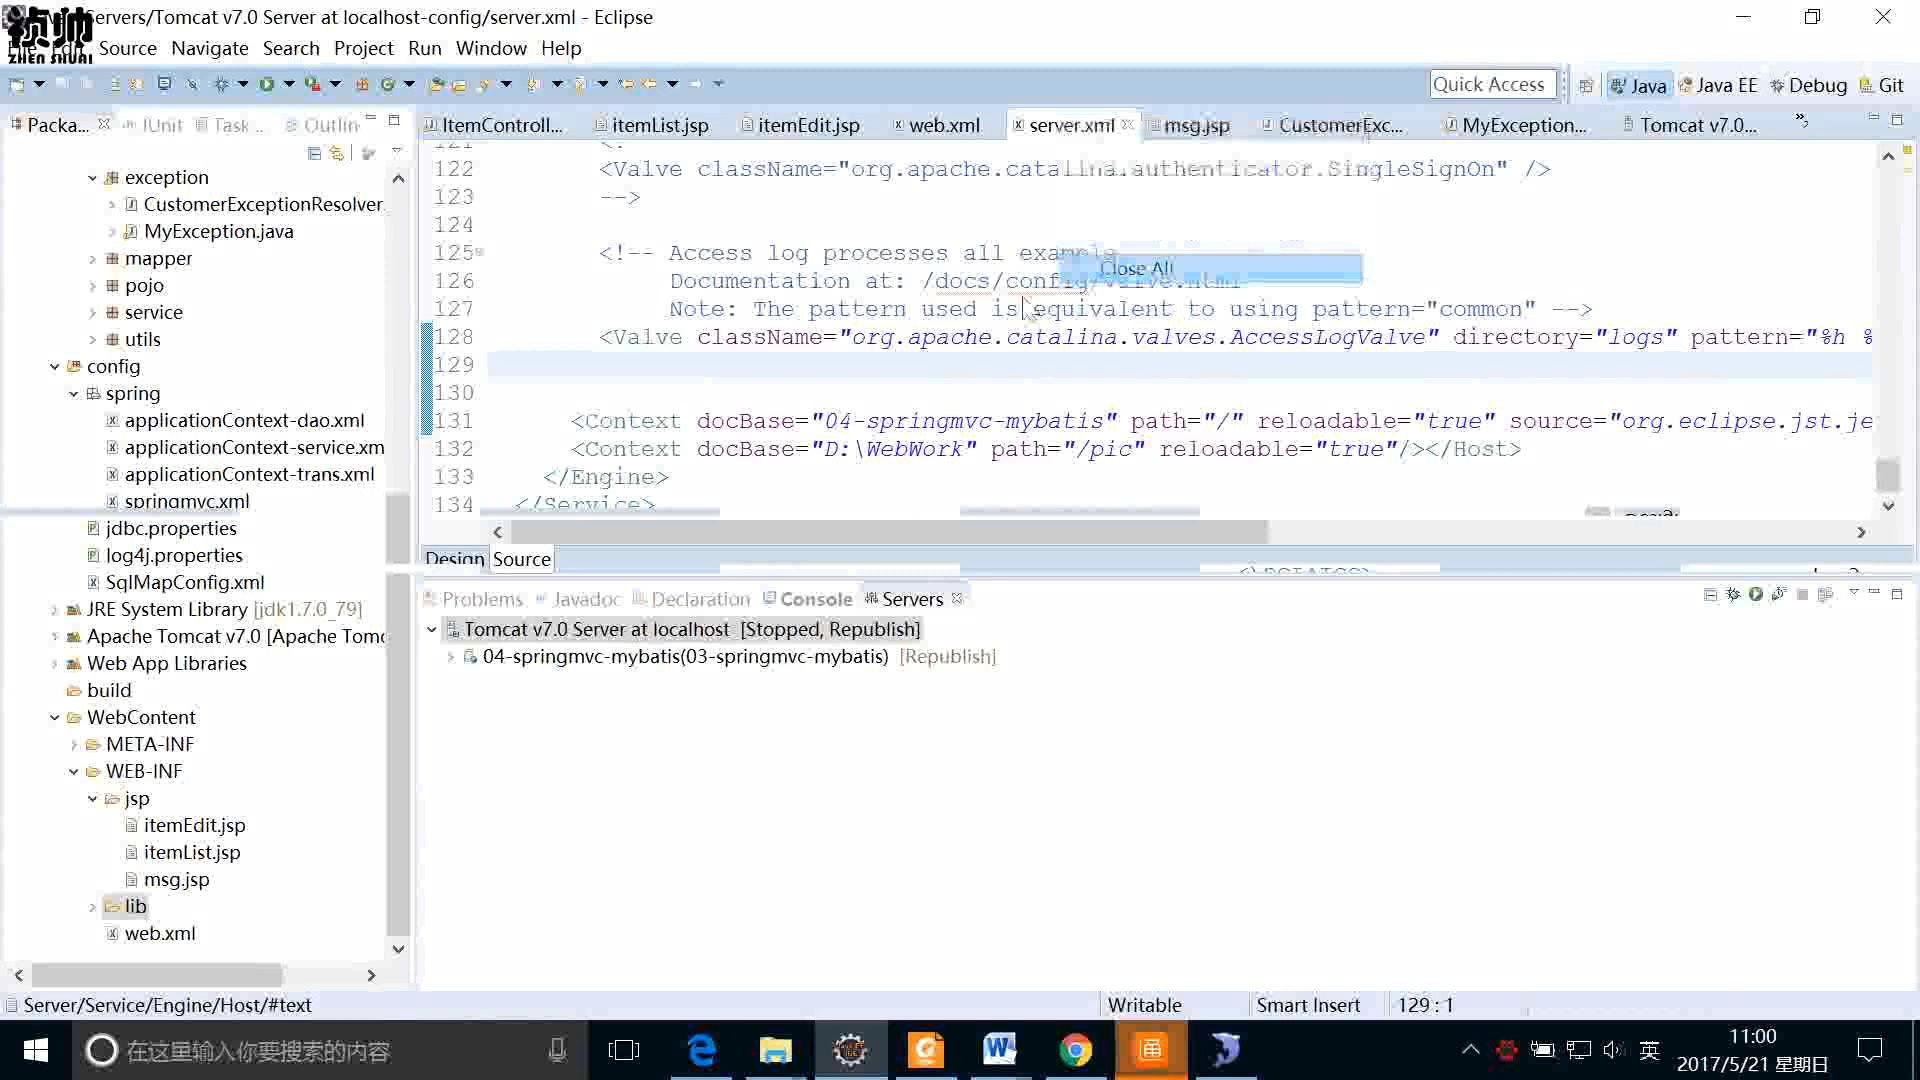 Servers/Tomcat v7.0 Server at localhost-config/server.xml - Eclipse
ZHEN SHUAI
Source Navigate Search Project Run Window Help
Quick Access
Java
Java EE
Debug
Git
Packa...
JUnit
Task ...
Outlin
ItemControll...
itemList.jsp
itemEdit.jsp
web.xml
server.xml
msg.jsp
CustomerExc...
MyException...
Tomcat v7.0...
exception
CustomerExceptionResolver.
MyException.java
mapper
pojo
service
utils
config
spring
applicationContext-dao.xml
applicationContext-service.xm
applicationContext-trans.xml
springmvc.xml
jdbc.properties
log4j.properties
SqlMapConfig.xml
JRE System Library [jdk1.7.0_79]
Apache Tomcat v7.0 [Apache Tomc
Web App Libraries
build
WebContent
META-INF
WEB-INF
jsp
itemEdit.jsp
itemList.jsp
msg.jsp
lib
web.xml
122 <Valve className="org.apache.catalina.authenticator.SingleSignOn" />
123 -->
124
125 <!-- Access log processes all example
Close All
126 Documentation at: /docs/config/valve.html
127 Note: The pattern used is equivalent to using pattern="common" -->
128 <Valve className="org.apache.catalina.valves.AccessLogValve" directory="logs" pattern="%h %
129
130
131 <Context docBase="04-springmvc-mybatis" path="/" reloadable="true" source="org.eclipse.jst.je
132 <Context docBase="D:\WebWork" path="/pic" reloadable="true"/></Host>
133 </Engine>
134 </Service>
Design Source
Problems Javadoc Declaration Console Servers
Tomcat v7.0 Server at localhost [Stopped, Republish]
04-springmvc-mybatis(03-springmvc-mybatis) [Republish]
Server/Service/Engine/Host/#text
Writable
Smart Insert
129 : 1
在这里输入你要搜索的内容
英
11:00
2017/5/21 星期日